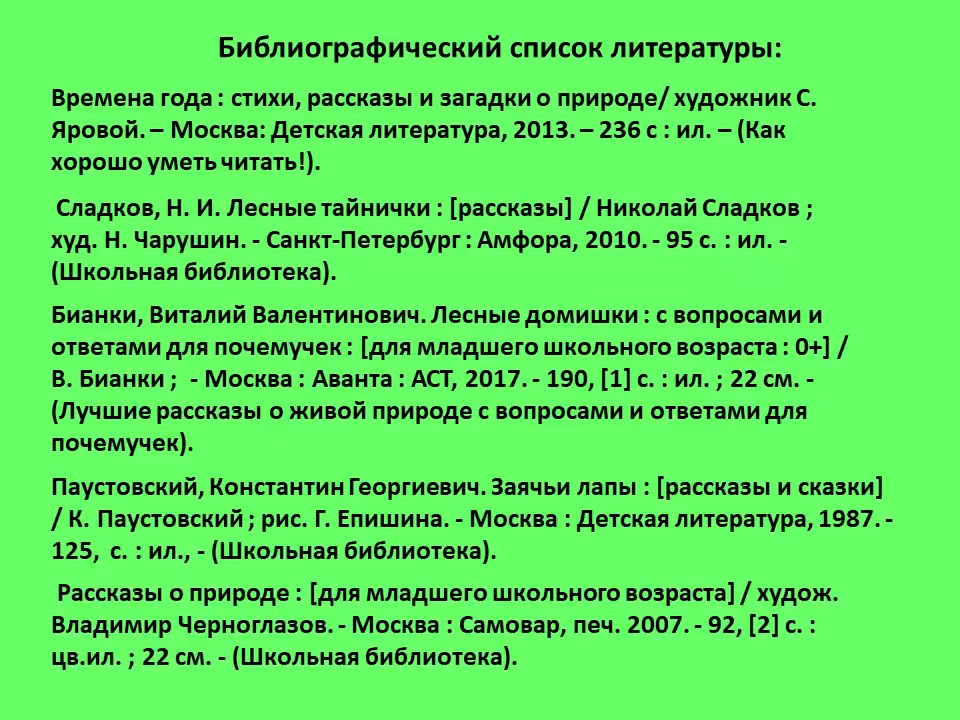 Библиографический список литературы:
Времена года : стихи, рассказы и загадки о природе/ художник С.
Яровой. – Москва: Детская литература, 2013. – 236 с : ил. – (Как
хорошо уметь читать!).
Сладков, Н. И. Лесные тайнички : [рассказы] / Николай Сладков ;
худ. Н. Чарушин. - Санкт-Петербург : Амфора, 2010. - 95 с. : ил. -
(Школьная библиотека).
Бианки, Виталий Валентинович. Лесные домишки : с вопросами и
ответами для почемучек : [для младшего школьного возраста : 0+] /
В. Бианки ;  - Москва : Аванта : АСТ, 2017. - 190, [1] с. : ил. ; 22 см. -
(Лучшие рассказы о живой природе с вопросами и ответами для
почемучек).
Паустовский, Константин Георгиевич. Заячьи лапы : [рассказы и сказки]
/ К. Паустовский ; рис. Г. Епишина. - Москва : Детская литература, 1987. -
125,  с. : ил., - (Школьная библиотека).
Рассказы о природе : [для младшего школьного возраста] / худож.
Владимир Черноглазов. - Москва : Самовар, печ. 2007. - 92, [2] с. :
цв.ил. ; 22 см. - (Школьная библиотека).